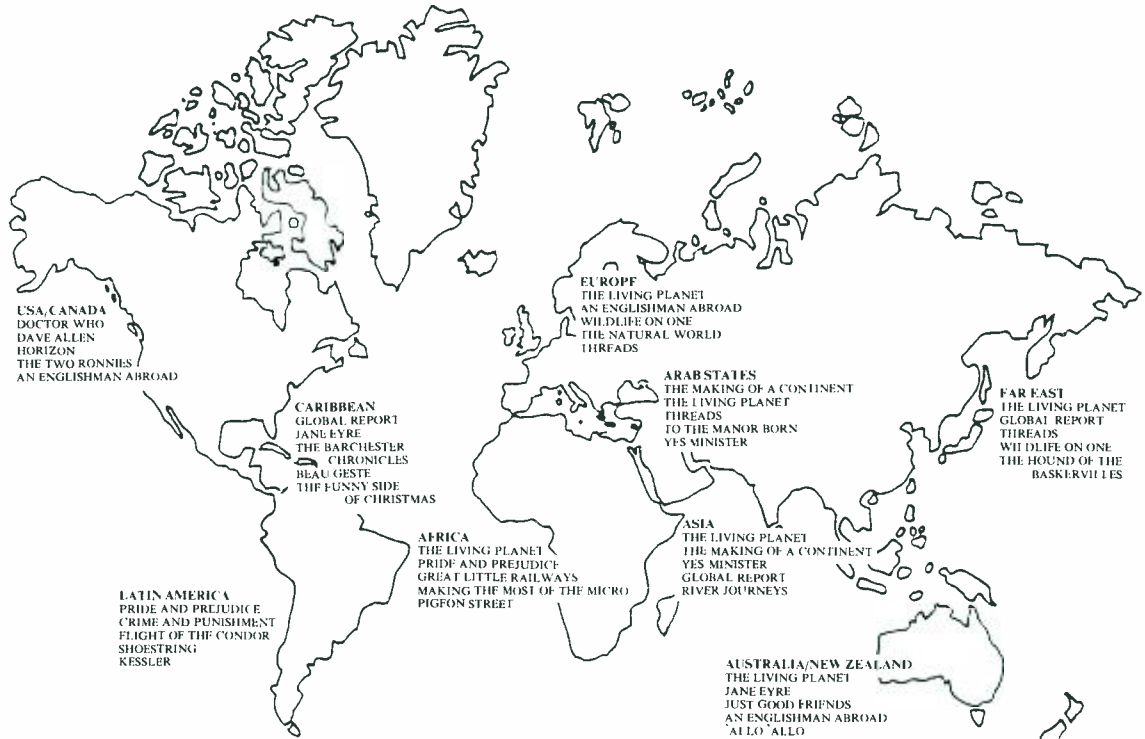 USA/CANADA
DOCTOR WHO
DAVE ALLEN
HORIZON
THE TWO RONNIES
AN ENGLISHMAN ABROAD
CARIBBEAN
GLOBAL REPORT
JANE EYRE
THE BARCHESTER
CHRONICLES
BEAU GESTE
THE FUNNY SIDE
OF CHRISTMAS
LATIN AMERICA
PRIDE AND PREJUDICE
CRIME AND PUNISHMENT
FLIGHT OF THE CONDOR
SHOESTRING
KESSLER
EUROPE
THE LIVING PLANET
AN ENGLISHMAN ABROAD
WILDLIFE ON ONE
THE NATURAL WORLD
THREADS
ARAB STATES
THE MAKING OF A CONTINENT
THE LIVING PLANET
THREADS
TO THE MANOR BORN
YES MINISTER
AFRICA
THE LIVING PLANET
PRIDE AND PREJUDICE
GREAT LITTLE RAILWAYS
MAKING THE MOST OF THE MICRO
PIGEON STREET
ASIA
THE LIVING PLANET
THE MAKING OF A CONTINENT
YES MINISTER
GLOBAL REPORT
RIVER JOURNEYS
FAR EAST
THE LIVING PLANET
GLOBAL REPORT
THREADS
WILDLIFE ON ONE
THE HOUND OF THE
BASKERVILLES
AUSTRALIA/NEW ZEALAND
THE LIVING PLANET
JANE EYRE
JUST GOOD FRIENDS
AN ENGLISHMAN ABROAD
'ALLO 'ALLO